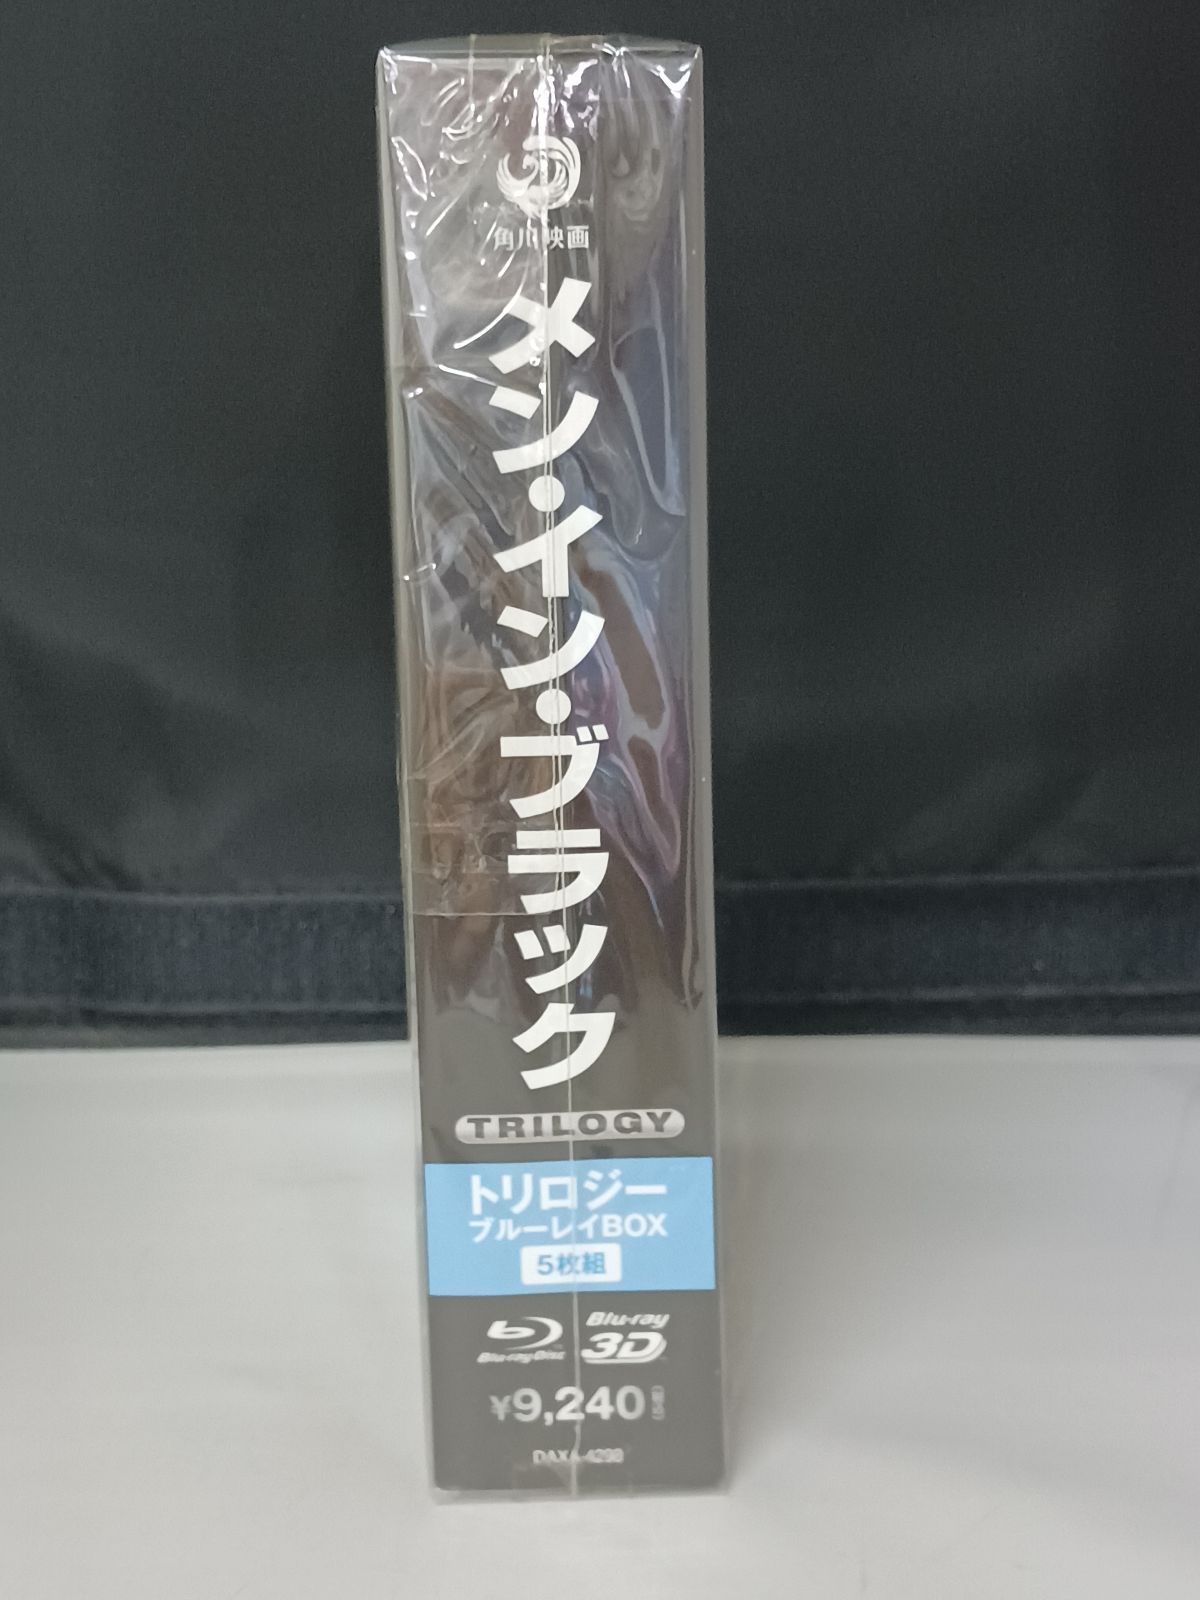 角川映画
メン・イン・ブラック
TRILOGY
トリロジー
ブルーレイBOX
5枚組
Blu-ray Disc
Blu-ray
3D
¥9,240